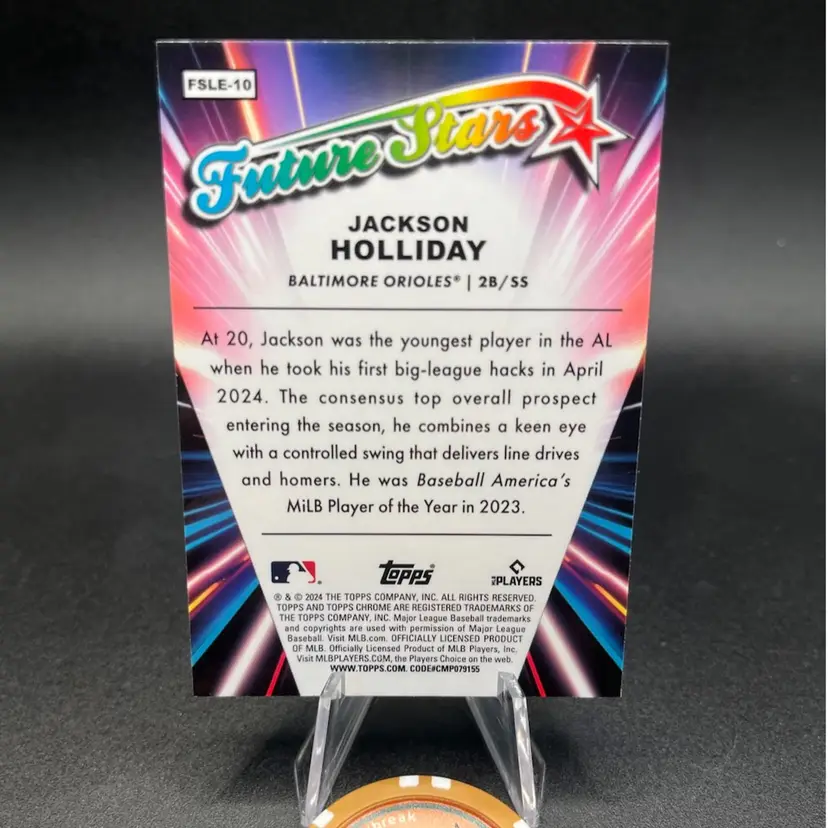 FSLE-10
Future Stars
JACKSON
HOLLIDAY
BALTIMORE ORIOLES® | 2B/SS
At 20, Jackson was the youngest player in the AL
when he took his first big-league hacks in April
2024. The consensus top overall prospect
entering the season, he combines a keen eye
with a controlled swing that delivers line drives
and homers. He was Baseball America's
MiLB Player of the Year in 2023.
Topps®
PLAYERS
® & © 2024 THE TOPPS COMPANY, INC. ALL RIGHTS RESERVED.
TOPPS AND TOPPS CHROME ARE REGISTERED TRADEMARKS OF
THE TOPPS COMPANY, INC. Major League Baseball trademarks
and copyrights are used with permission of Major League
Baseball. Visit MLB.com. OFFICIALLY LICENSED PRODUCT
OF MLB. Officially Licensed Product of MLB Players, Inc.
Visit MLBPLAYERS.COM, the Players Choice on the web.
WWW.TOPPS.COM. CODE#CMP079155
break